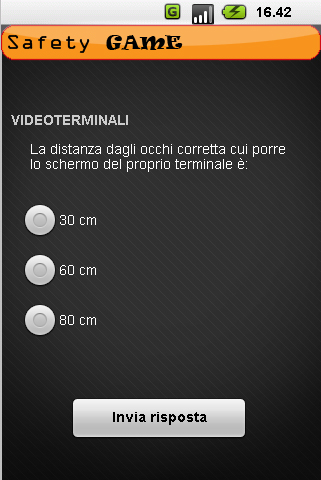 16.42
Safety GAME
VIDEOTERMINALI
La distanza dagli occhi corretta cui porre
lo schermo del proprio terminale è:
30 cm
60 cm
80 cm
Invia risposta